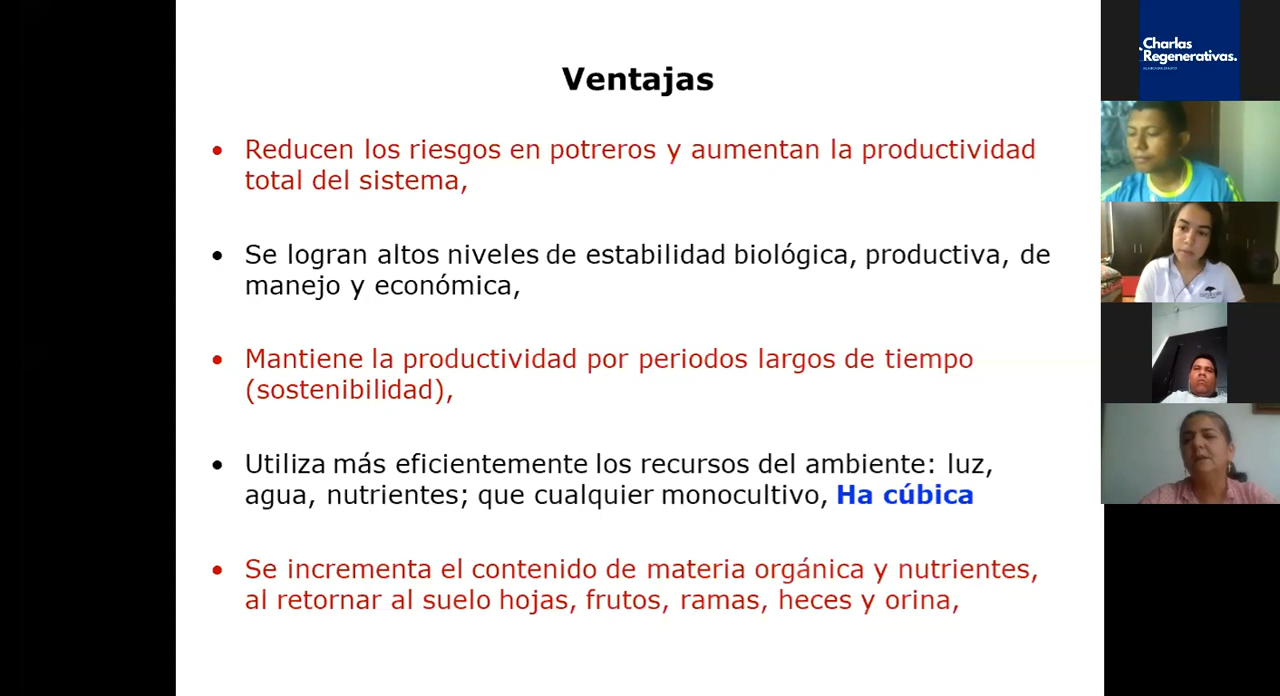 Ventajas
• Reducen los riesgos en potreros y aumentan la productividad
total del sistema,
• Se logran altos niveles de estabilidad biológica, productiva, de
manejo y económica,
• Mantiene la productividad por periodos largos de tiempo
(sostenibilidad),
• Utiliza más eficientemente los recursos del ambiente: luz,
agua, nutrientes; que cualquier monocultivo, Ha cúbica
• Se incrementa el contenido de materia orgánica y nutrientes,
al retornar al suelo hojas, frutos, ramas, heces y orina,
Charlas
Regenerativas.